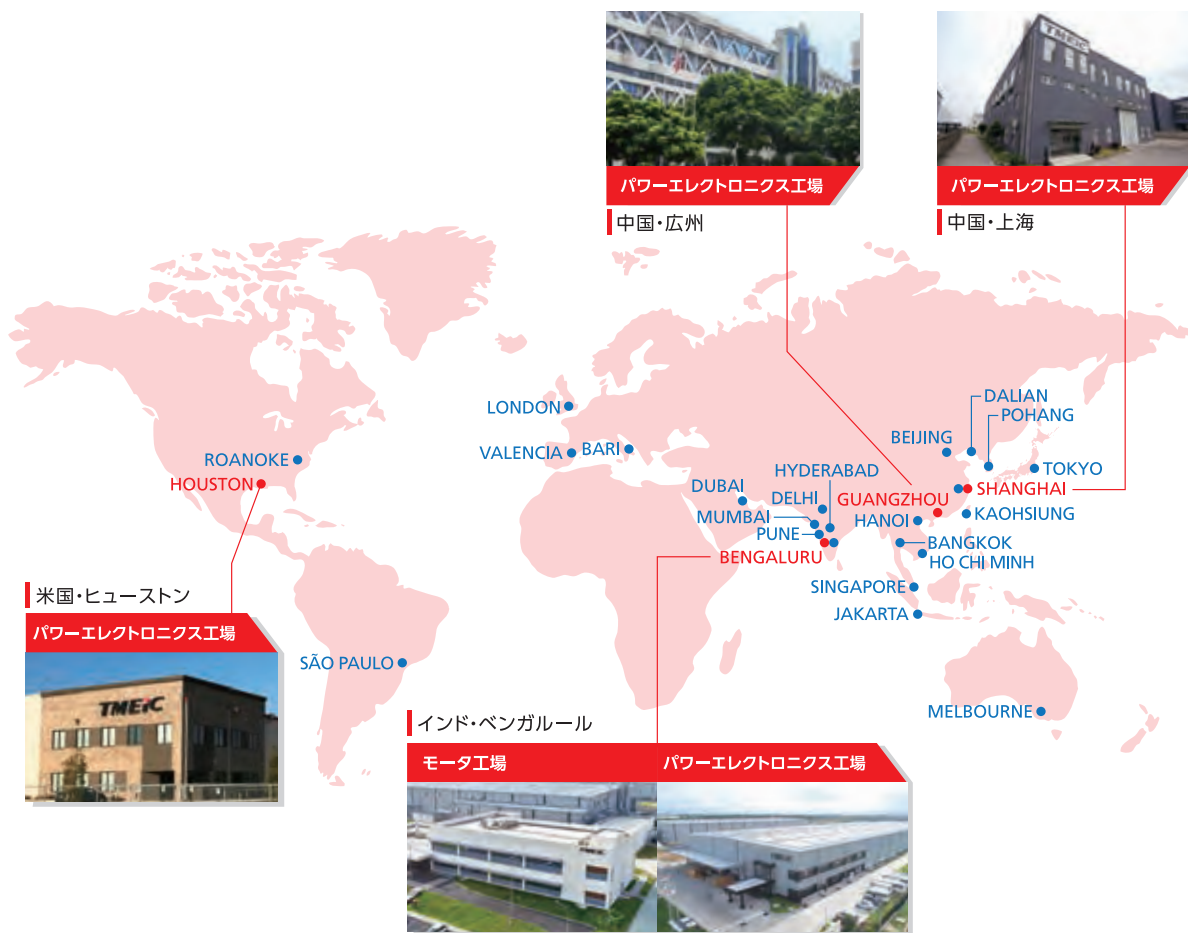 TMEIC
パワーエレクトロニクス工場
中国・広州
パワーエレクトロニクス工場
中国・上海
LONDON
VALENCIA
BARI
ROANOKE
HOUSTON
DUBAI
HYDERABAD
DELHI
MUMBAI
PUNE
BENGALURU
BEIJING
DALIAN
POHANG
TOKYO
SHANGHAI
GUANGZHOU
KAOHSIUNG
HANOI
BANGKOK
HO CHI MINH
SINGAPORE
JAKARTA
MELBOURNE
SÃO PAULO
米国・ヒューストン
パワーエレクトロニクス工場
TMEiC
インド・ベンガルール
モータ工場
パワーエレクトロニクス工場